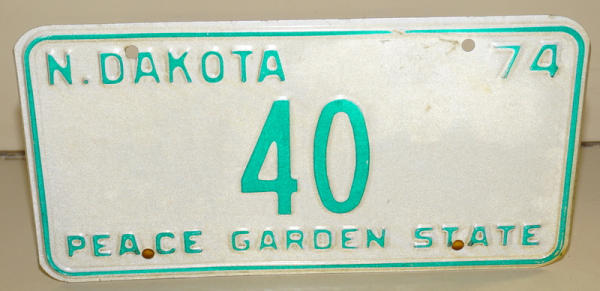 N. DAKOTA 74
40
PEACE GARDEN STATE